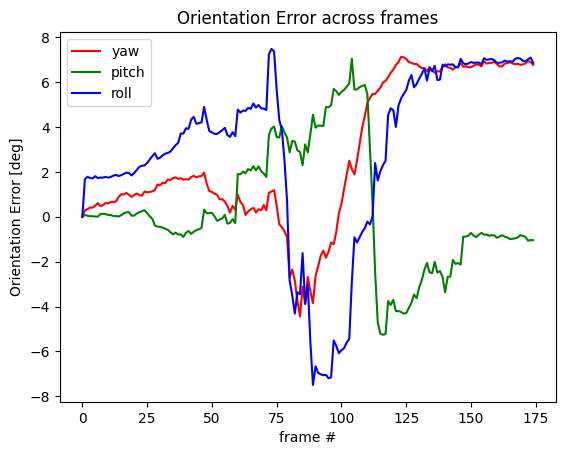 Orientation Error across frames
yaw
pitch
roll
Orientation Error [deg]
8
6
4
2
0
−2
−4
−6
−8
0 25 50 75 100 125 150 175
frame #